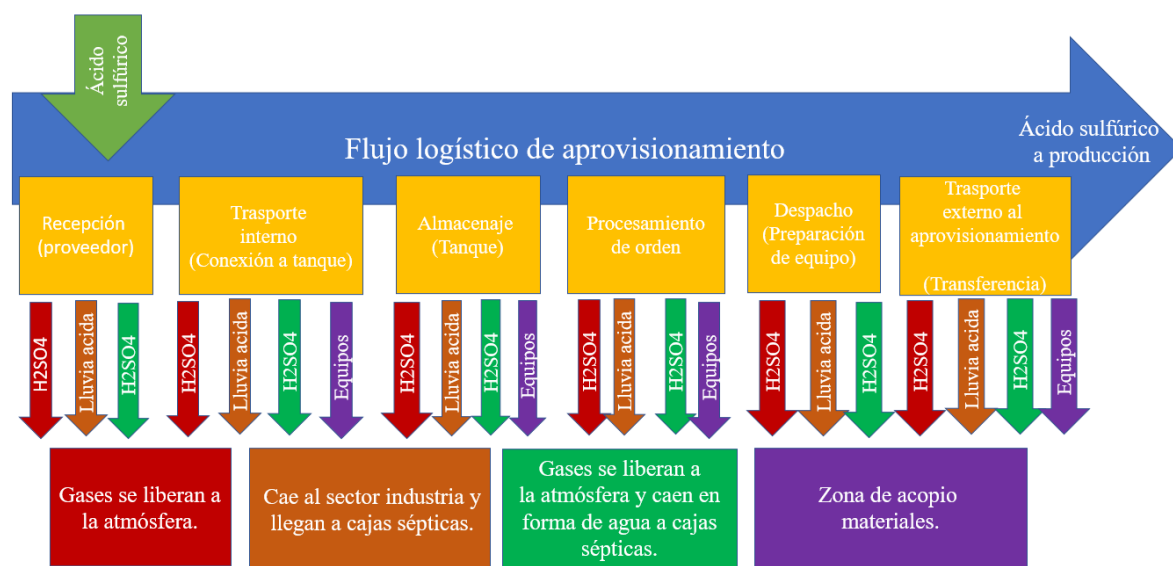 Ácido
sulfúrico
Flujo logístico de aprovisionamiento
Ácido sulfúrico
a producción
Recepción
(proveedor)
Trasporte
interno
(Conexión a tanque)
Almacenaje
(Tanque)
Procesamiento
de orden
Despacho
(Preparación
de equipo)
Trasporte
externo al
aprovisionamiento
(Transferencia)
H2SO4
Lluvia acida
H2SO4
H2SO4
Lluvia acida
H2SO4
Equipos
H2SO4
Lluvia acida
H2SO4
Equipos
H2SO4
Lluvia acida
H2SO4
Equipos
H2SO4
Lluvia acida
H2SO4
H2SO4
Lluvia acida
H2SO4
Equipos
Gases se liberan a
la atmósfera.
Cae al sector industria y
llegan a cajas sépticas.
Gases se liberan a
la atmósfera y caen en
forma de agua a cajas
sépticas.
Zona de acopio
materiales.